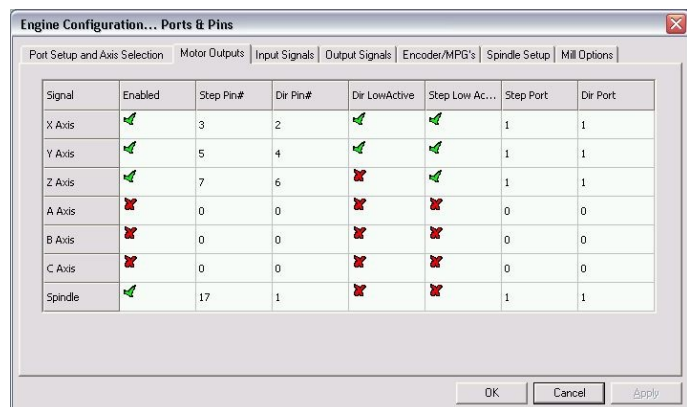 Engine Configuration... Ports & Pins
Port Setup and Axis Selection Motor Outputs Input Signals Output Signals Encoder/MPG's Spindle Setup Mill Options
Signal Enabled Step Pin# Dir Pin# Dir LowActive Step Low Ac... Step Port Dir Port
X Axis 3 2 1 1
Y Axis 5 4 1 1
Z Axis 7 6 1 1
A Axis 0 0 0 0
B Axis 0 0 0 0
C Axis 0 0 0 0
Spindle 17 1 1 1
OK Cancel Apply